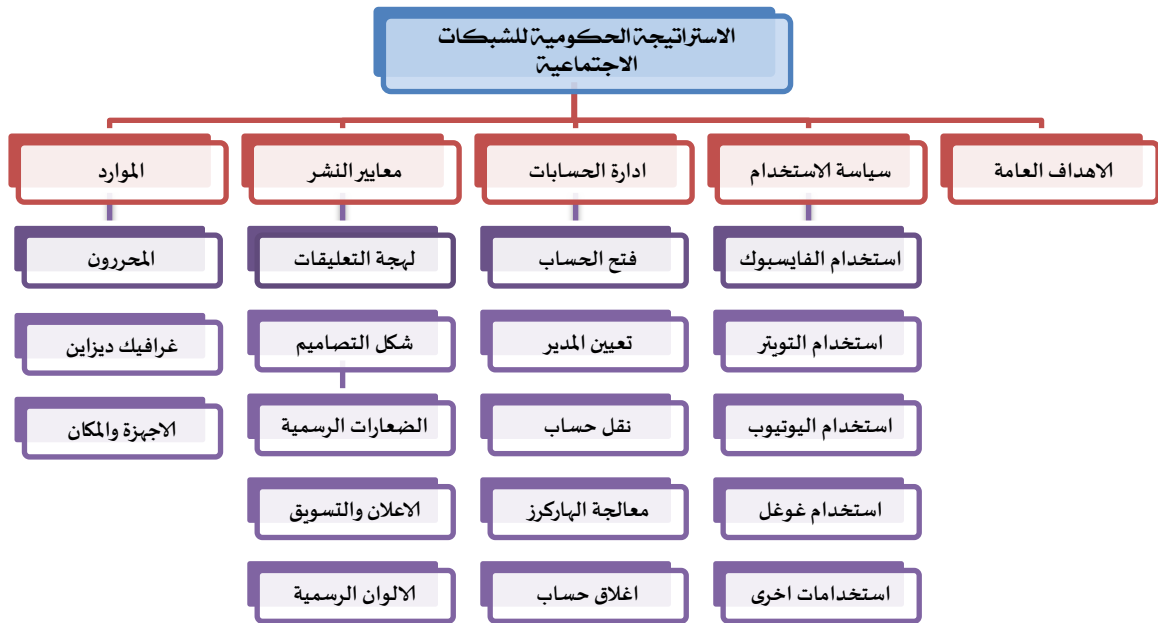 الاستراتيجة الحكومية للشبكات
الاجتماعية
الاهداف العامة
سياسة الاستخدام
ادارة الحسابات
معايير النشر
الموارد
استخدام الفايسبوك
فتح الحساب
لهجة التعليقات
المحررون
استخدام التويتر
تعيين المدير
شكل التصاميم
غرافيك ديزاين
استخدام اليوتيوب
نقل حساب
الضعارات الرسمية
الاجهزة والمكان
استخدام غوغل
معالجة الهاركرز
الاعلان والتسويق
استخدامات اخرى
اغلاق حساب
الالوان الرسمية